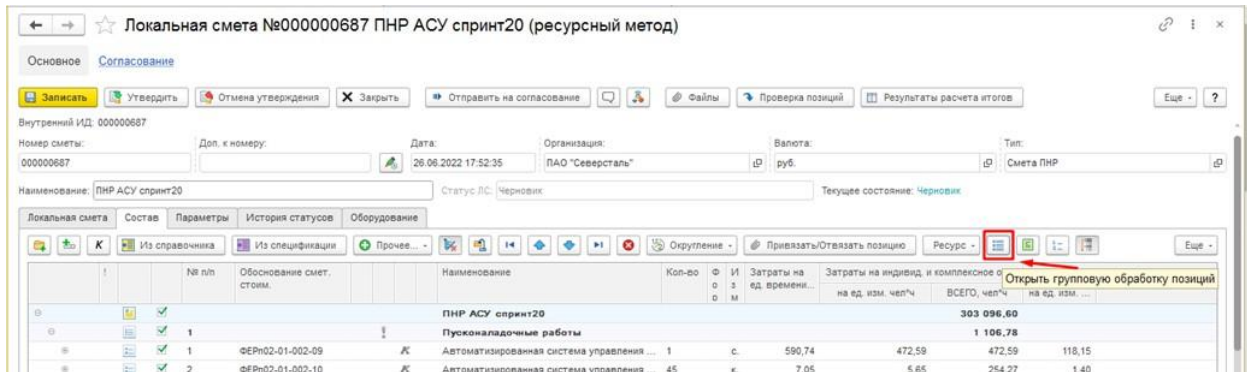 Локальная смета №000000687 ПНР АСУ спринт20 (ресурсный метод)
Основное Согласование
Записать Утвердить Отмена утверждения Закрыть Отправить на согласование Файлы Проверка позиций Результаты расчета итогов Еще ?
Внутренний ИД: 000000687
Номер сметы: Доп. к номеру: Дата: Организация: Валюта: Тип:
000000687 26.06.2022 17:52:35 ПАО "Северсталь" руб. Смета ПНР
Наименование: ПНР АСУ спринт20 Статус ЛС: Черновик Текущее состояние: Черновик
Локальная смета Состав Параметры История статусов Оборудование
К Из справочника Из спецификации Прочее... Округление Привязать/Отвязать позицию Ресурс Еще
! №№ п/п Обоснование смет. Наименование Кол-во Ф И Затраты на Затраты на индивид. и комплексное о
Открыть групповую обработку позиций
стоим. о з ед. времени...
о м на ед. изм. чел*ч ВСЕГО, чел*ч на ед. изм. ...
ПНР АСУ спринт20 303 096,60
1 ! Пусконаладочные работы 1 106,78
1 ФЕРп02-01-002-09 К Автоматизированная система управления ... 1 с. 590,74 472,59 472,59 118,15
2 ФЕРп02-01-002-10 К Автоматизированная система управления ... 45 к. 7,05 5,65 254,27 1,40